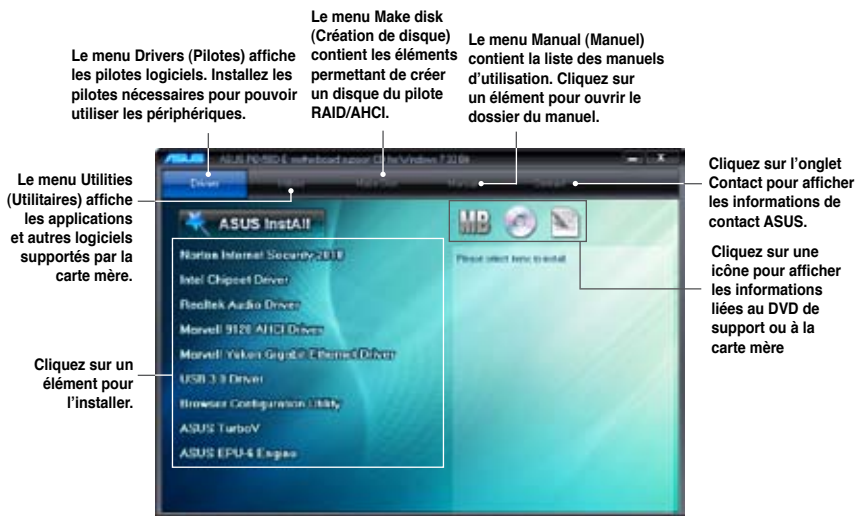 Le menu Drivers (Pilotes) affiche
les pilotes logiciels. Installez les
pilotes nécessaires pour pouvoir
utiliser les périphériques.
Le menu Make disk
(Création de disque)
contient les éléments
permettant de créer
un disque du pilote
RAID/AHCI.
Le menu Manual (Manuel)
contient la liste des manuels
d'utilisation. Cliquez sur
un élément pour ouvrir le
dossier du manuel.
Le menu Utilities
(Utilitaires) affiche
les applications
et autres logiciels
supportés par la
carte mère.
Cliquez sur un
élément pour
l'installer.
ASUS
Driver
Make Disk
Manual
Contact
ASUS InstAll
Norton Internet Security 2010
Intel Chipset Driver
Realtek Audio Driver
Marvell 9128 AHCI Driver
Marvell Yukon Gigabit Ethernet Driver
USB 3.0 Driver
Browser Configuration Utility
ASUS TurboV
ASUS EPU-6 Engine
MB
Please select items to install
Cliquez sur l'onglet
Contact pour afficher
les informations de
contact ASUS.
Cliquez sur une
icône pour afficher
les informations
liées au DVD de
support ou à la
carte mère